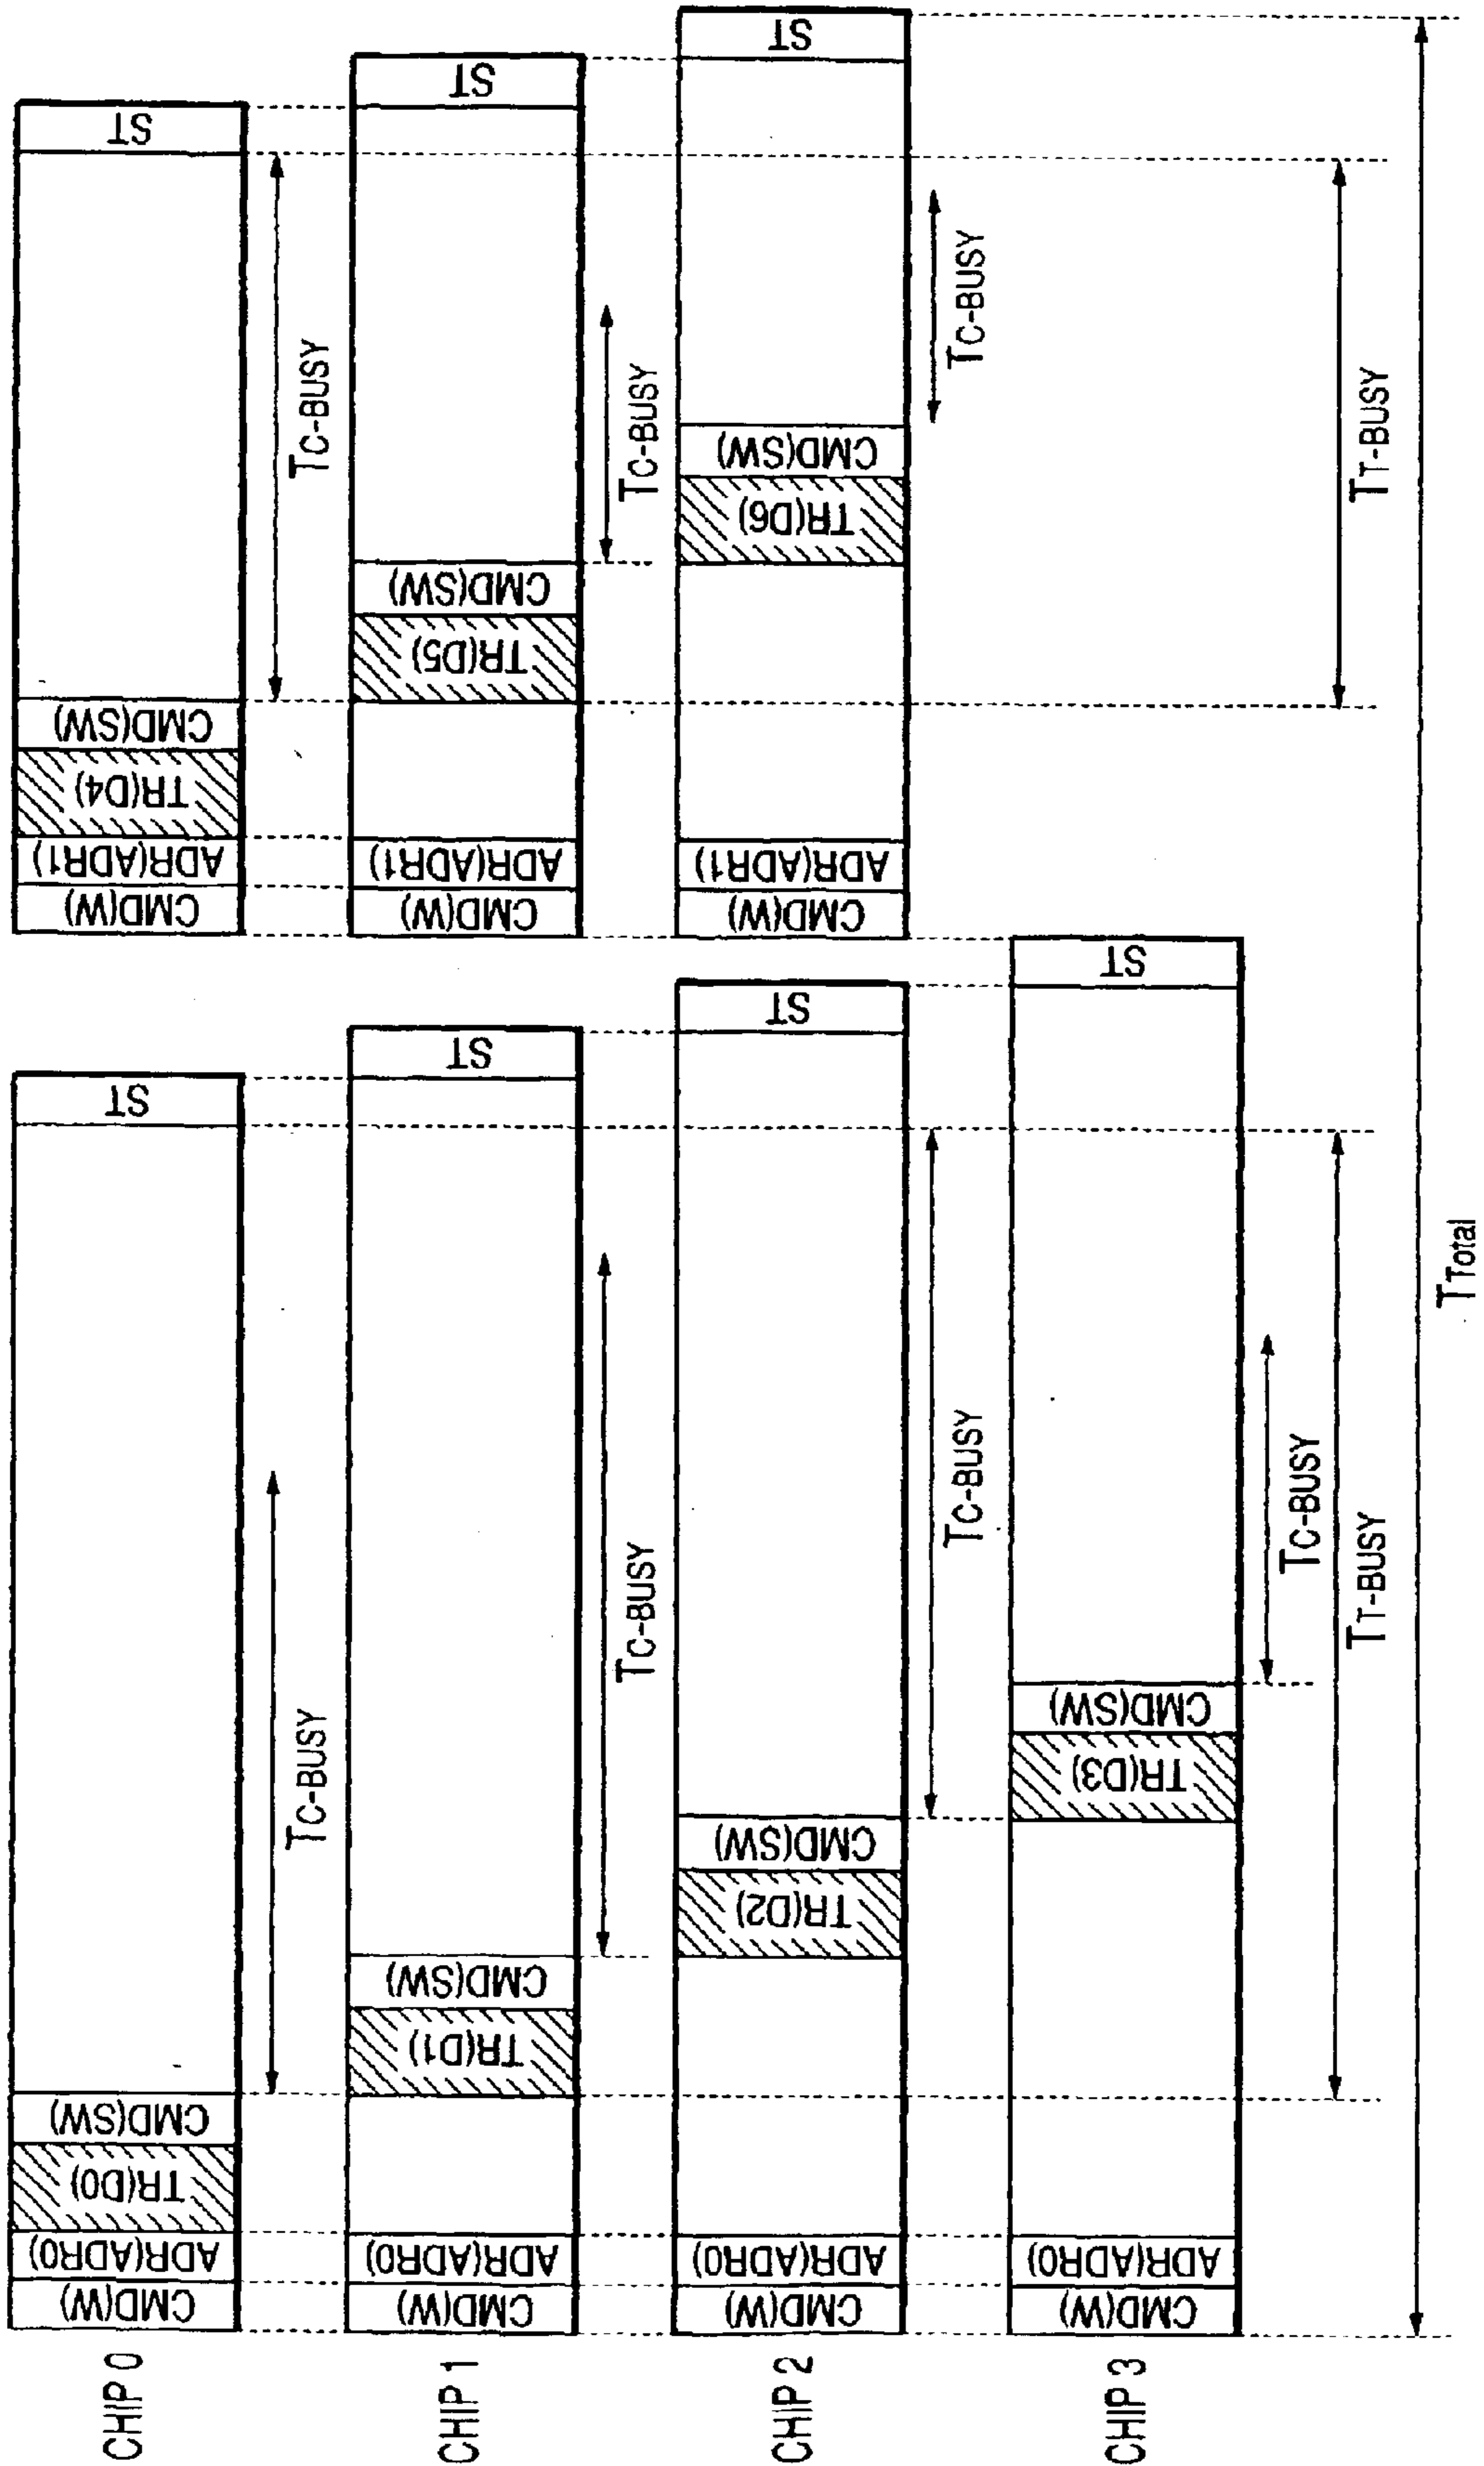 CHIP 0
CMD(W)
ADR(ADR0)
TR(D0)
CMD(SW)
ST
CMD(W)
ADR(ADR1)
TR(D4)
CMD(SW)
ST
TC-BUSY
TC-BUSY
CHIP 1
CMD(W)
ADR(ADR0)
TR(D1)
CMD(SW)
ST
CMD(W)
ADR(ADR1)
TR(D5)
CMD(SW)
ST
TC-BUSY
TC-BUSY
CHIP 2
CMD(W)
ADR(ADR0)
TR(D2)
CMD(SW)
ST
CMD(W)
ADR(ADR1)
TR(D6)
CMD(SW)
ST
TC-BUSY
TC-BUSY
CHIP 3
CMD(W)
ADR(ADR0)
TR(D3)
CMD(SW)
ST
TC-BUSY
TT-BUSY
TT-BUSY
TTotal